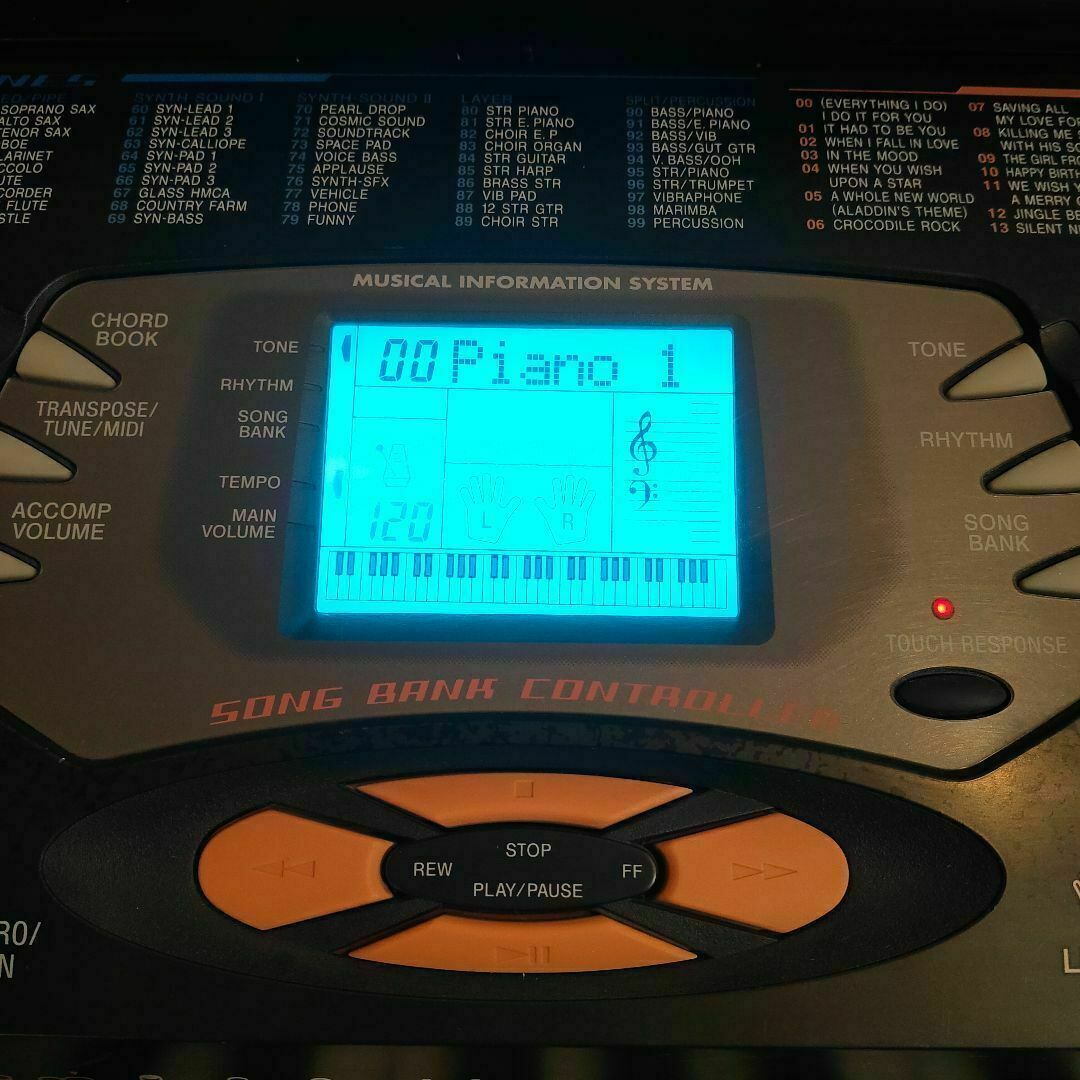 SOPRANO SAX
ALTO SAX
TENOR SAX
CORDER
FLUTE
SYNTH-SOUND I
60 SYN-LEAD 1
61 SYN-LEAD 2
62 SYN-LEAD 3
63 SYN-CALLIOPE
64 SYN-PAD 1
65 SYN-PAD 2
66 SYN-PAD 3
67 GLASS HMCA
68 COUNTRY FARM
69 SYN-BASS
SYNTH-SOUND II
70 PEARL DROP
71 COSMIC SOUND
72 SOUNDTRACK
73 SPACE PAD
74 VOICE BASS
75 APPLAUSE
76 SYNTH-SFX
77 VEHICLE
78 PHONE
79 FUNNY
LAYER
80 STR PIANO
81 STR E.PIANO
82 CHOIR E.P
83 CHOIR ORGAN
84 STR GUITAR
85 STR HARP
86 BRASS STR
87 VIB PAD
88 12 STR GTR
89 CHOIR STR
SPLIT/PERCUSSION
90 BASS/PIANO
91 BASS/E.PIANO
92 BASS/VIB
93 BASS/GUT GTR
94 V.BASS/OOH
95 STR/PIANO
96 STR/TRUMPET
97 VIBRAPHONE
98 MARIMBA
99 PERCUSSION
00 (EVERYTHING I DO)
I DO IT FOR YOU
01 IT HAD TO BE YOU
02 WHEN I FALL IN LOVE
03 IN THE MOOD
04 WHEN YOU WISH
UPON A STAR
05 A WHOLE NEW WORLD
(ALADDIN'S THEME)
06 CROCODILE ROCK
07 SAVING ALL
MY LOVE FOR
08 KILLING ME
WITH HIS
09 THE GIRL
10 HAPPY
11 WE WISH
A MERRY
12 JINGLE
13 SILENT
MUSICAL INFORMATION SYSTEM
CHORD
BOOK
TRANSPOSE/
TUNE/MIDI
ACCOMP
VOLUME
TONE
RHYTHM
SONG
BANK
TEMPO
MAIN
VOLUME
00 Piano 1
120
L R
TONE
RHYTHM
SONG
BANK
TOUCH RESPONSE
SONG BANK CONTROLLER
STOP
REW
FF
PLAY/PAUSE